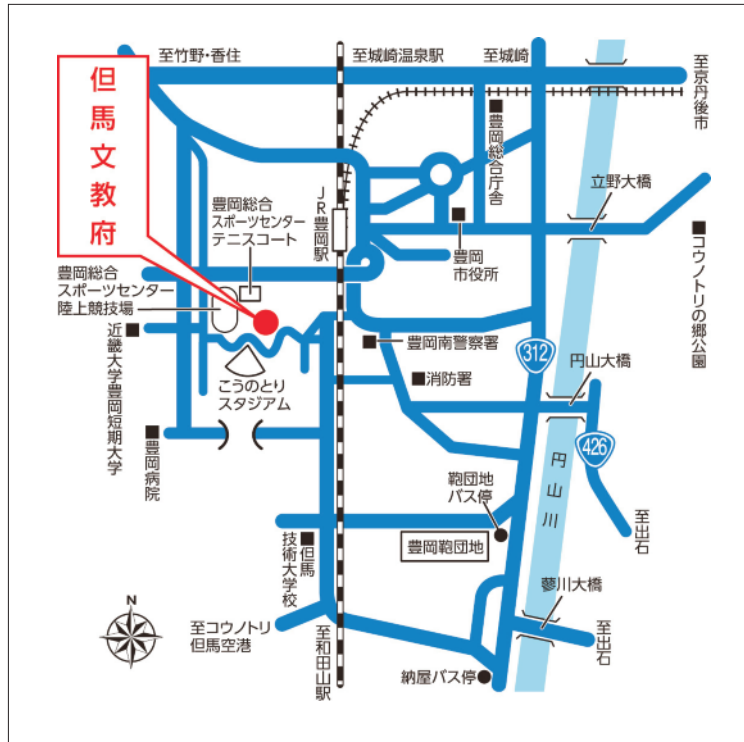 至竹野・香住
至城崎温泉駅
至城崎
至京丹後市
但馬文教府
豊岡総合庁舎
立野大橋
JR豊岡駅
豊岡総合
スポーツセンター
テニスコート
豊岡
市役所
コウノトリの郷公園
豊岡総合
スポーツセンター
陸上競技場
近畿大学豊岡短期大学
豊岡南警察署
312
円山大橋
こうのとり
スタジアム
消防署
426
豊岡病院
円山川
鞄団地
バス停
至出石
豊岡鞄団地
但馬
技術大学校
蓼川大橋
N
至コウノトリ
但馬空港
至和田山駅
至出石
納屋バス停